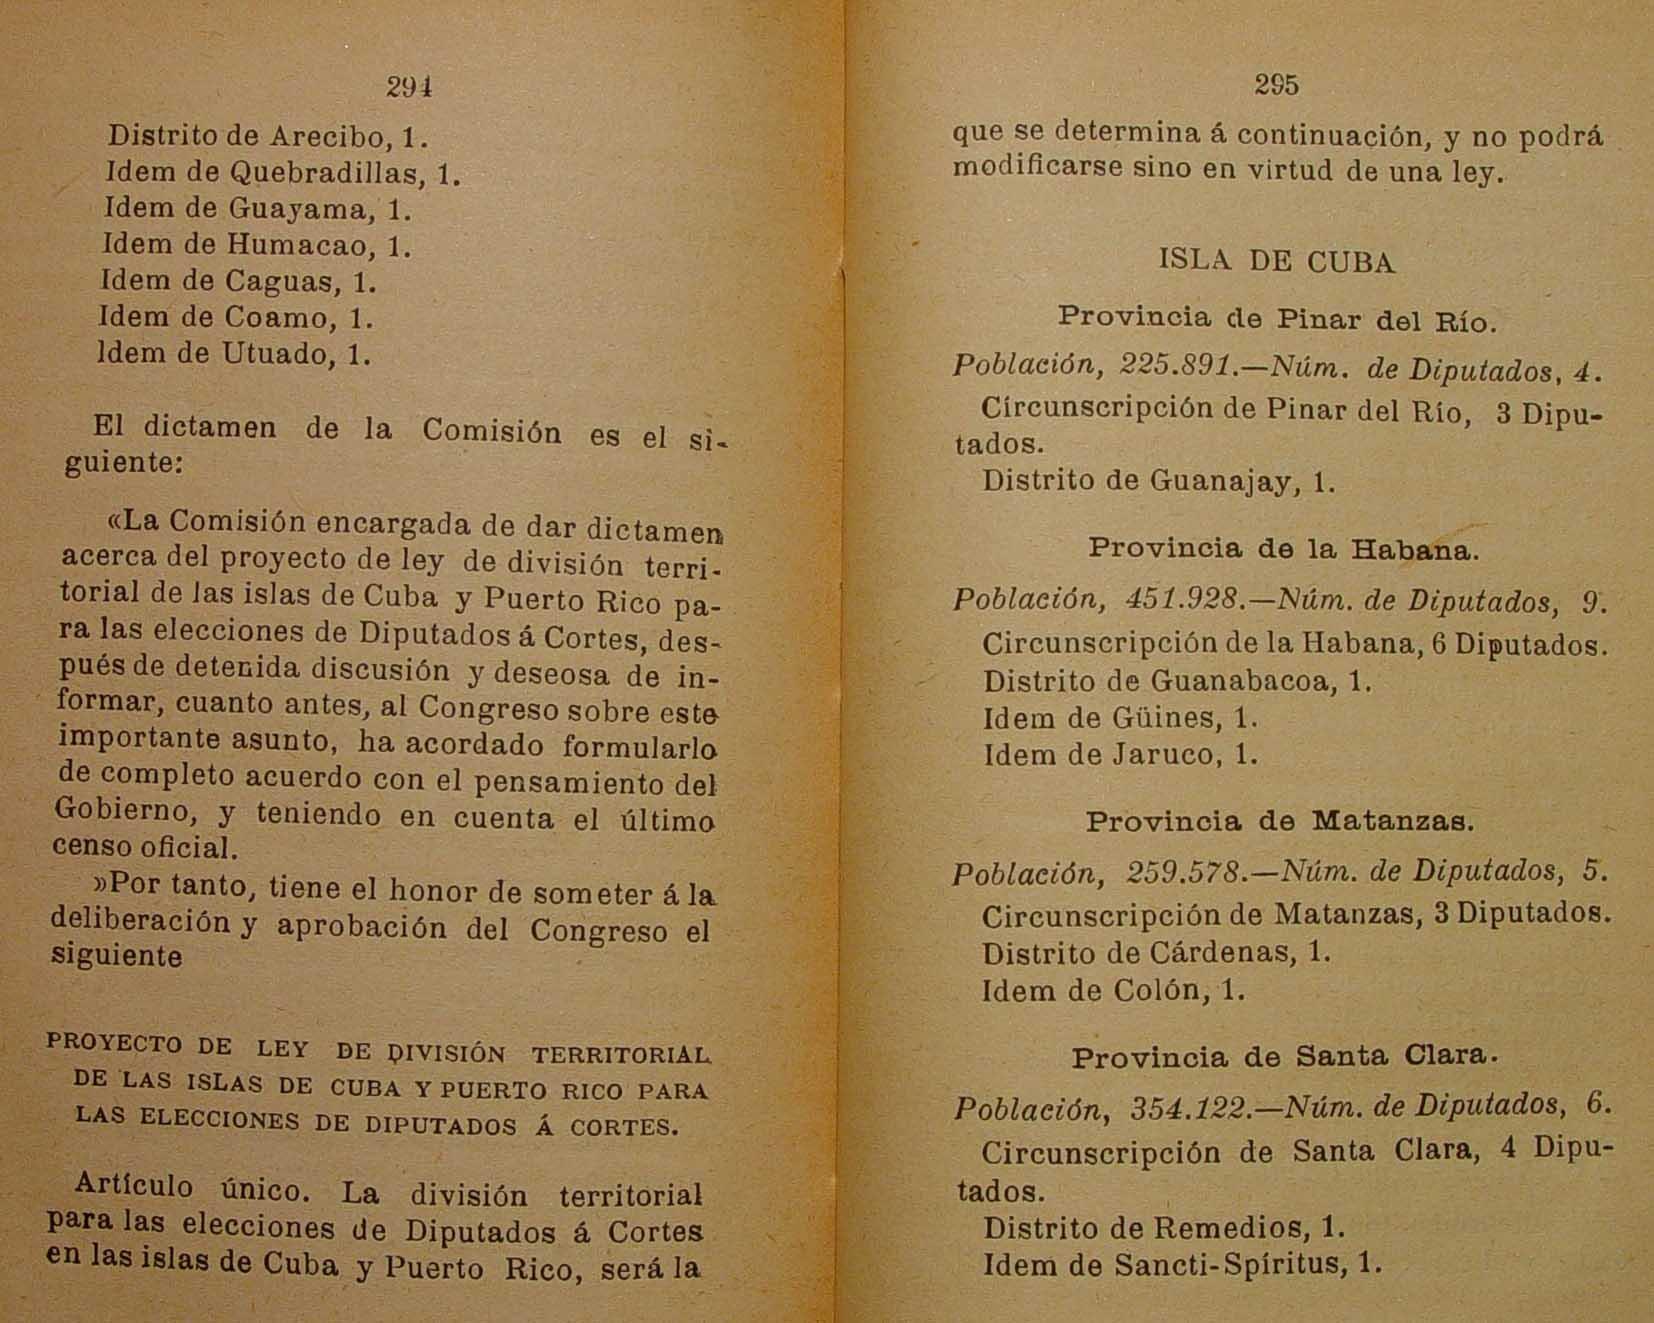 294
Distrito de Arecibo, 1.
Idem de Quebradillas, 1.
Idem de Guayama, 1.
Idem de Humacao, 1.
Idem de Caguas, 1.
Idem de Coamo, 1.
Idem de Utuado, 1.
El dictamen de la Comisión es el si-
guiente:
«La Comisión encargada de dar dictamen
acerca del proyecto de ley de división terri-
torial de las islas de Cuba y Puerto Rico pa-
ra las elecciones de Diputados á Cortes, des-
pués de detenida discusión y deseosa de in-
formar, cuanto antes, al Congreso sobre este
importante asunto, ha acordado formularlo
de completo acuerdo con el pensamiento del
Gobierno, y teniendo en cuenta el último
censo oficial.
»Por tanto, tiene el honor de someter á la
deliberación y aprobación del Congreso el
siguiente
PROYECTO DE LEY DE DIVISIÓN TERRITORIAL
DE LAS ISLAS DE CUBA Y PUERTO RICO PARA
LAS ELECCIONES DE DIPUTADOS Á CORTES.
Artículo único. La división territorial
para las elecciones de Diputados á Cortes
en las islas de Cuba y Puerto Rico, será la
295
que se determina á continuación, y no podrá
modificarse sino en virtud de una ley.
ISLA DE CUBA
Provincia de Pinar del Río.
Población, 225.891.—Núm. de Diputados, 4.
Circunscripción de Pinar del Río, 3 Dipu-
tados.
Distrito de Guanajay, 1.
Provincia de la Habana.
Población, 451.928.—Núm. de Diputados, 9.
Circunscripción de la Habana, 6 Diputados.
Distrito de Guanabacoa, 1.
Idem de Güines, 1.
Idem de Jaruco, 1.
Provincia de Matanzas.
Población, 259.578.—Núm. de Diputados, 5.
Circunscripción de Matanzas, 3 Diputados.
Distrito de Cárdenas, 1.
Idem de Colón, 1.
Provincia de Santa Clara.
Población, 354.122.—Núm. de Diputados, 6.
Circunscripción de Santa Clara, 4 Dipu-
tados.
Distrito de Remedios, 1.
Idem de Sancti-Spíritus, 1.